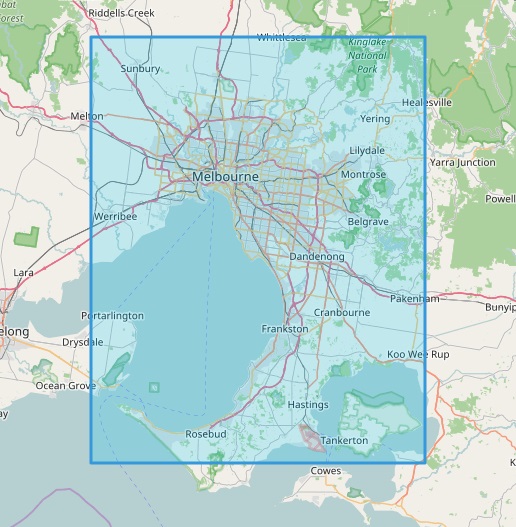 bat
Forest
Riddells Creek
Whittlesea
Kinglake
National
Park
Sunbury
Healesville
Melton
Yering
Lilydale
Yarra Junction
Montrose
Melbourne
Powell
Werribee
Belgrave
Dandenong
Lara
Pakenham
Bunyip
Portarlington
Cranbourne
elong
Frankston
Drysdale
Koo Wee Rup
Ocean Grove
Hastings
ay
Rosebud
Tankerton
Cowes
K